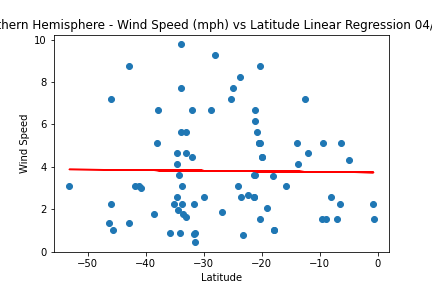 thern Hemisphere - Wind Speed (mph) vs Latitude Linear Regression 04/
10
8
6
4
2
0
Wind Speed
−50 −40 −30 −20 −10 0
Latitude